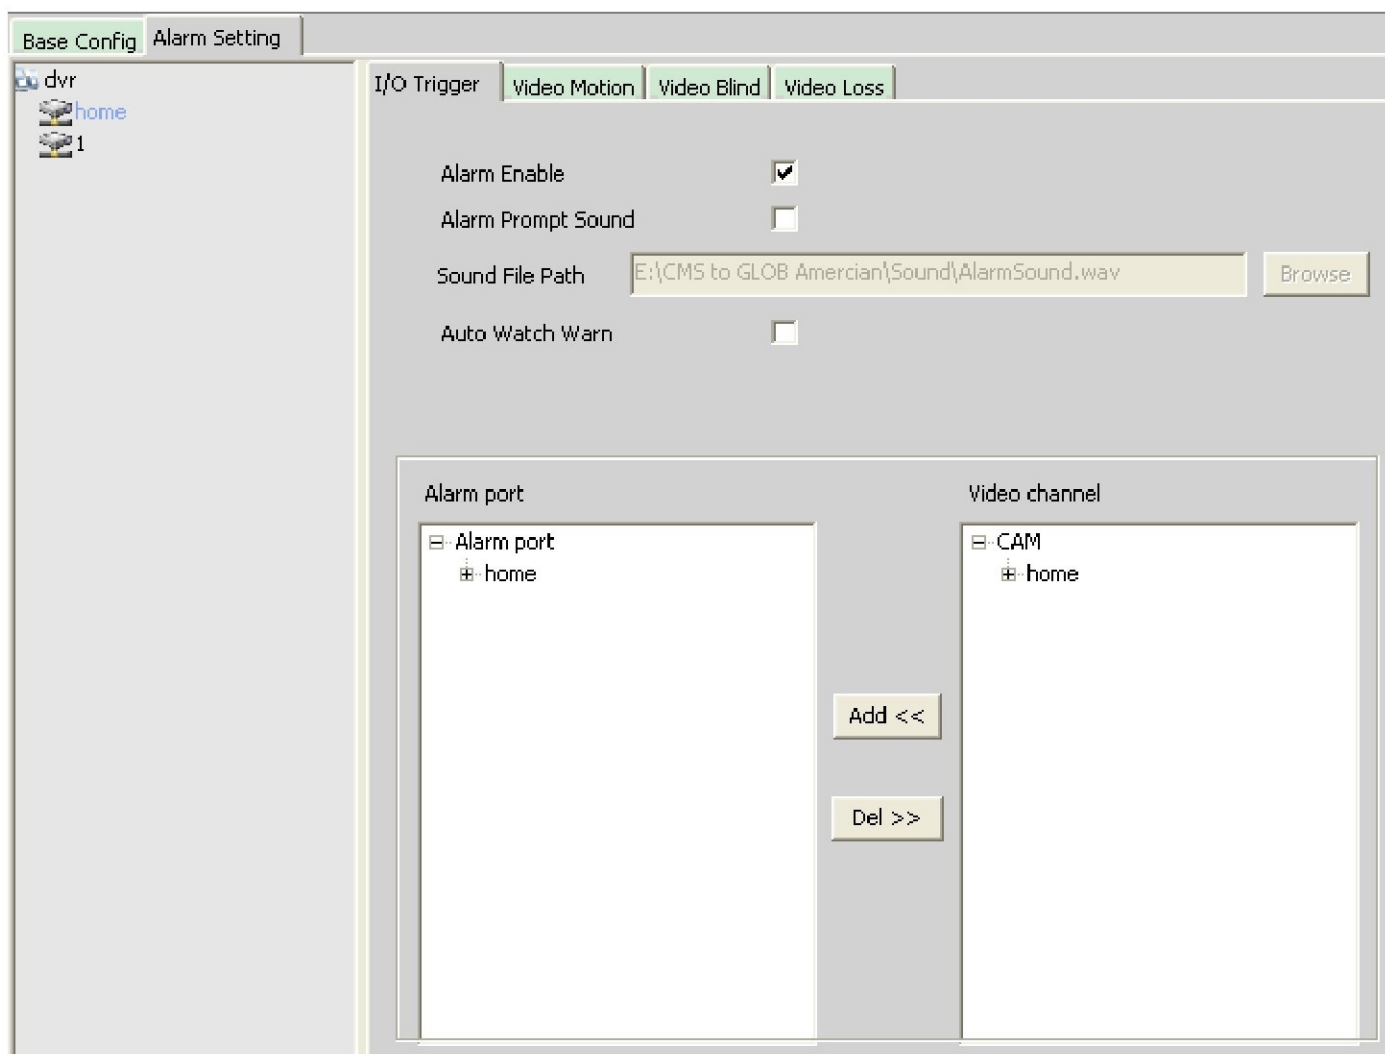 Base Config Alarm Setting
dvr
home
1
I/O Trigger Video Motion Video Blind Video Loss
Alarm Enable
Alarm Prompt Sound
Sound File Path E:\CMS to GLOB Amercian\Sound\AlarmSound.wav Browse
Auto Watch Warn
Alarm port
Alarm port
home
Add <<
Del >>
Video channel
CAM
home